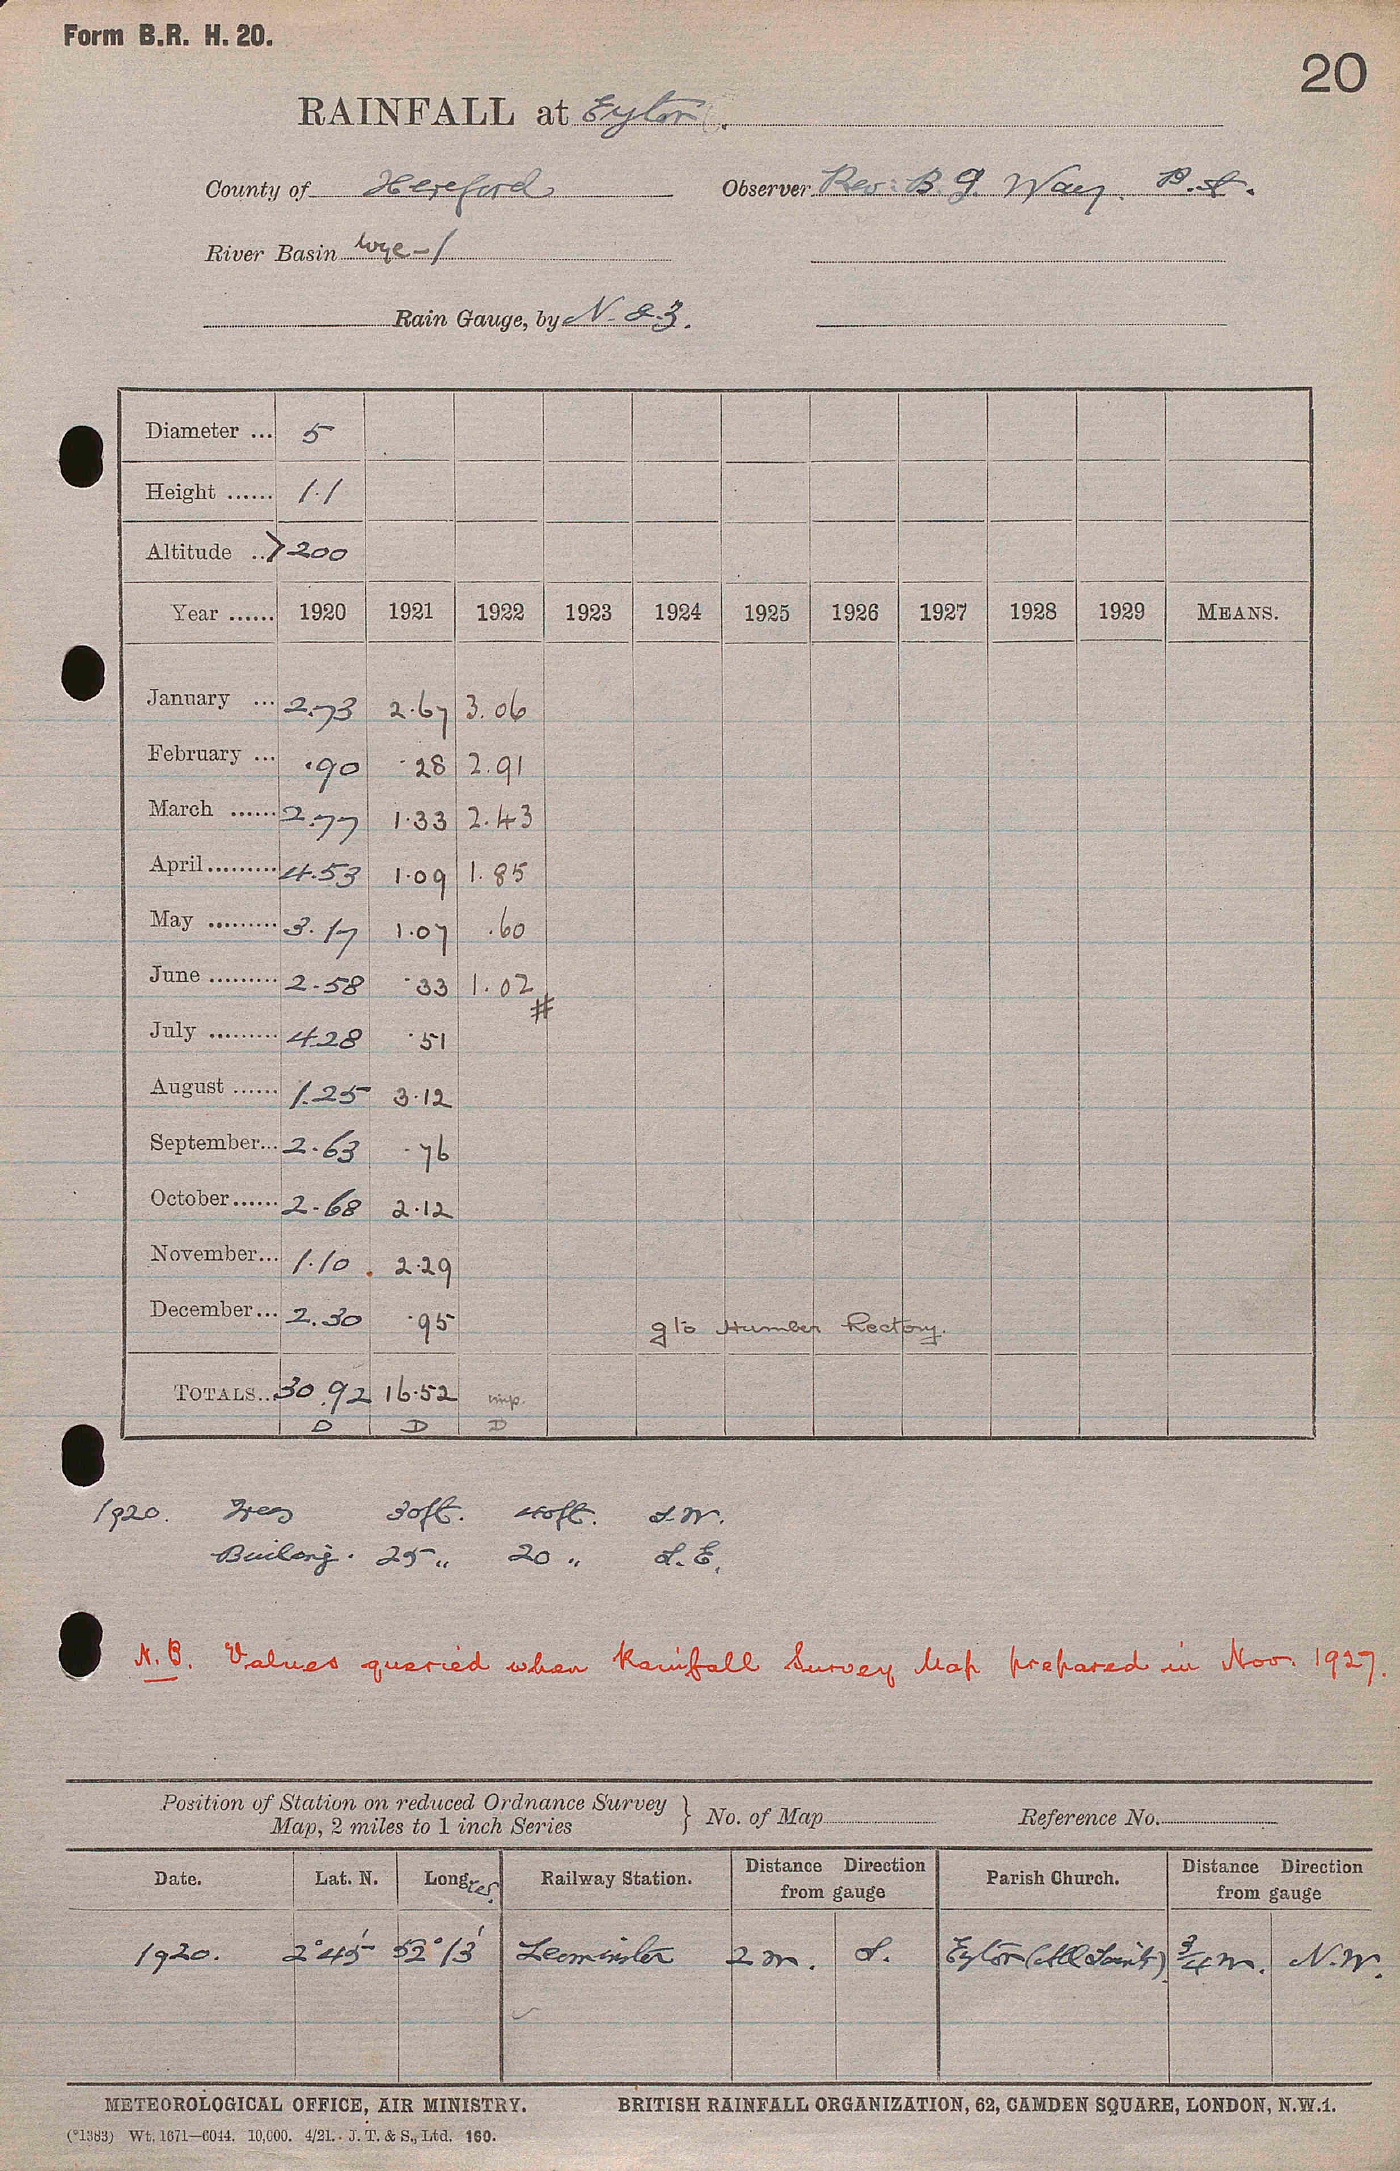 Form B.R. H. 20.
20
RAINFALL at Eyton.
County of Hereford Observer Rev: B. G. Way.
River Basin Wye-1
Rain Gauge, by N. & Z.
Diameter ... 5
Height ...... 1.1
Altitude .. >200
Year ...... 1920 1921 1922 1923 1924 1925 1926 1927 1928 1929 MEANS.
January ... 2.73 2.67 3.06
February ... .90 .28 2.91
March ...... 2.77 1.33 2.43
April......... 4.53 1.09 1.85
May ......... 3.17 1.07 .60
June ......... 2.58 .33 1.02
#
July ......... 4.28 .51
August ...... 1.25 3.12
September... 2.63 .76
October...... 2.68 2.12
November... 1.10 2.29
December... 2.30 .95 g to Humber Rectory.
TOTALS.. 30.92 16.52 imp.
D D D
1920. Trees 30ft. 40ft. S.W.
Building. 25 „ 20 „ S.E.
N.B. Values queried when Rainfall Survey Map prepared in Nov. 1927.
Position of Station on reduced Ordnance Survey
Map, 2 miles to 1 inch Series } No. of Map Reference No.
Date. Lat. N. Long Railway Station. Distance Direction from gauge Parish Church. Distance Direction from gauge
1920. 2°45' 52°13' Leominster 2 m. S. Eyton (All Saints) 3/4 m. N.W.
METEOROLOGICAL OFFICE, AIR MINISTRY. BRITISH RAINFALL ORGANIZATION, 62, CAMDEN SQUARE, LONDON, N.W.1.
(*1383) Wt. 1671—6044. 10,000. 4/21. J. T. & S., Ltd. 160.